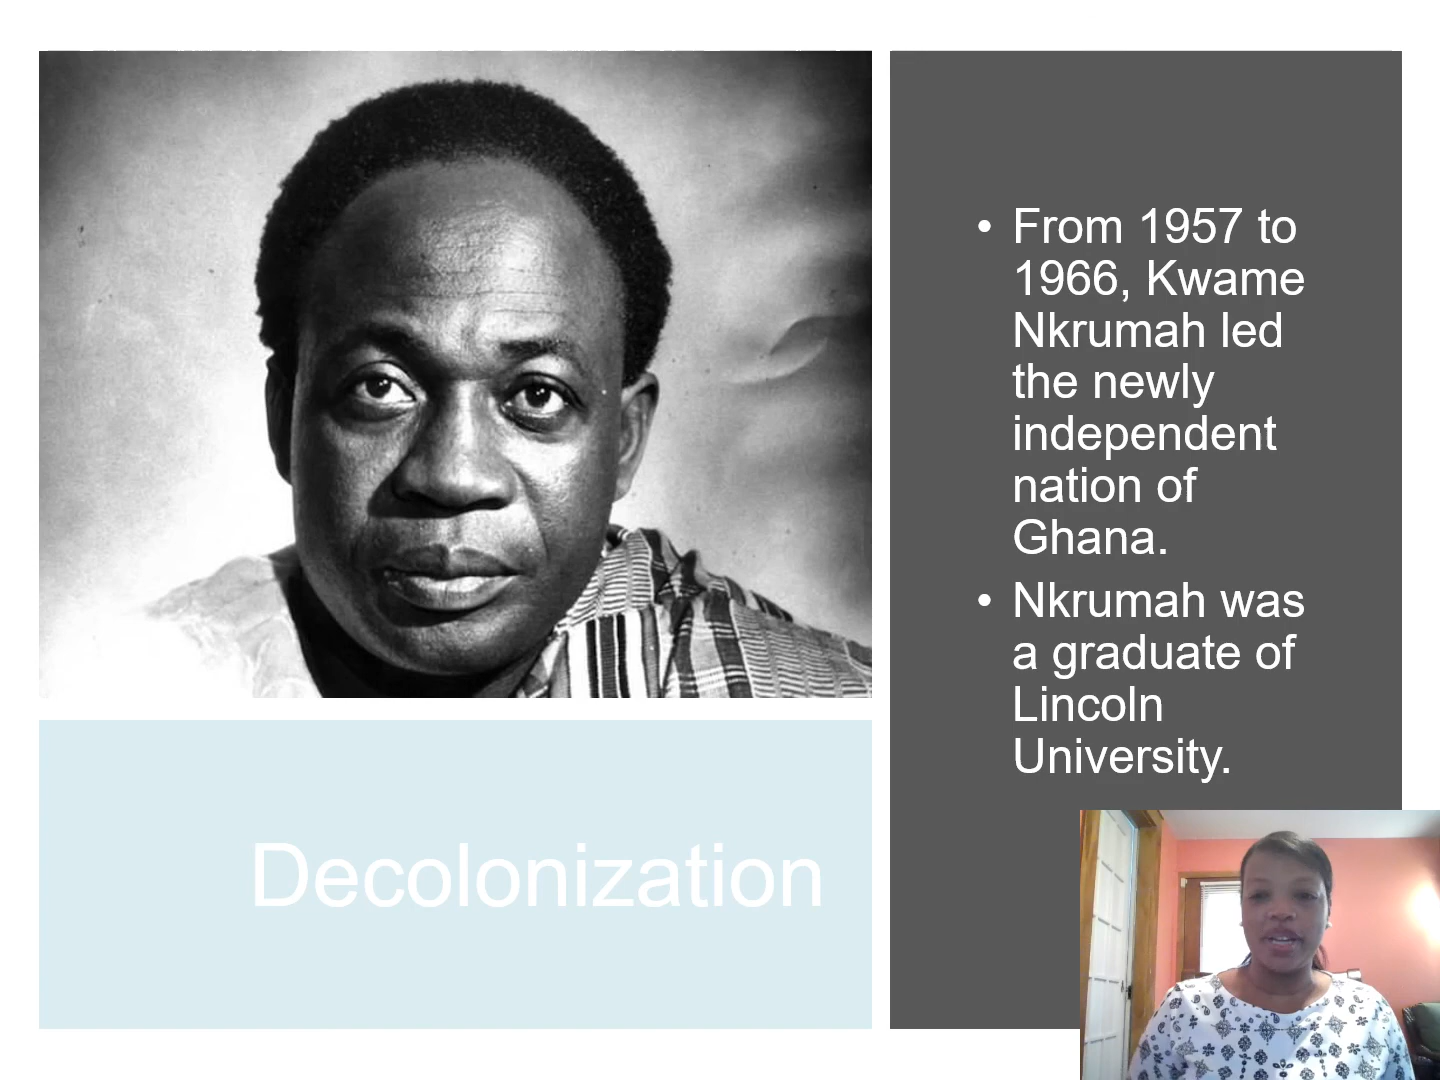 • From 1957 to
1966, Kwame
Nkrumah led
the newly
independent
nation of
Ghana.
• Nkrumah was
a graduate of
Lincoln
University.
Decolonization